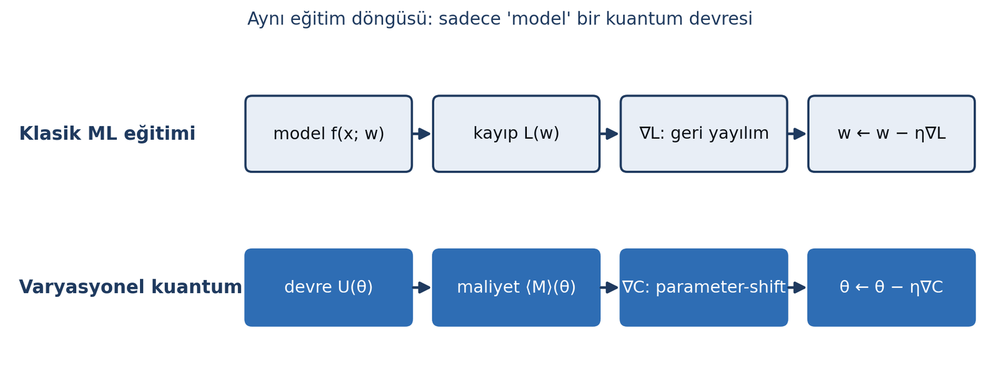 Aynı eğitim döngüsü: sadece 'model' bir kuantum devresi
Klasik ML eğitimi
model f(x; w)
kayıp L(w)
∇L: geri yayılım
w ← w − η∇L
Varyasyonel kuantum
devre U(θ)
maliyet ⟨M⟩(θ)
∇C: parameter-shift
θ ← θ − η∇C